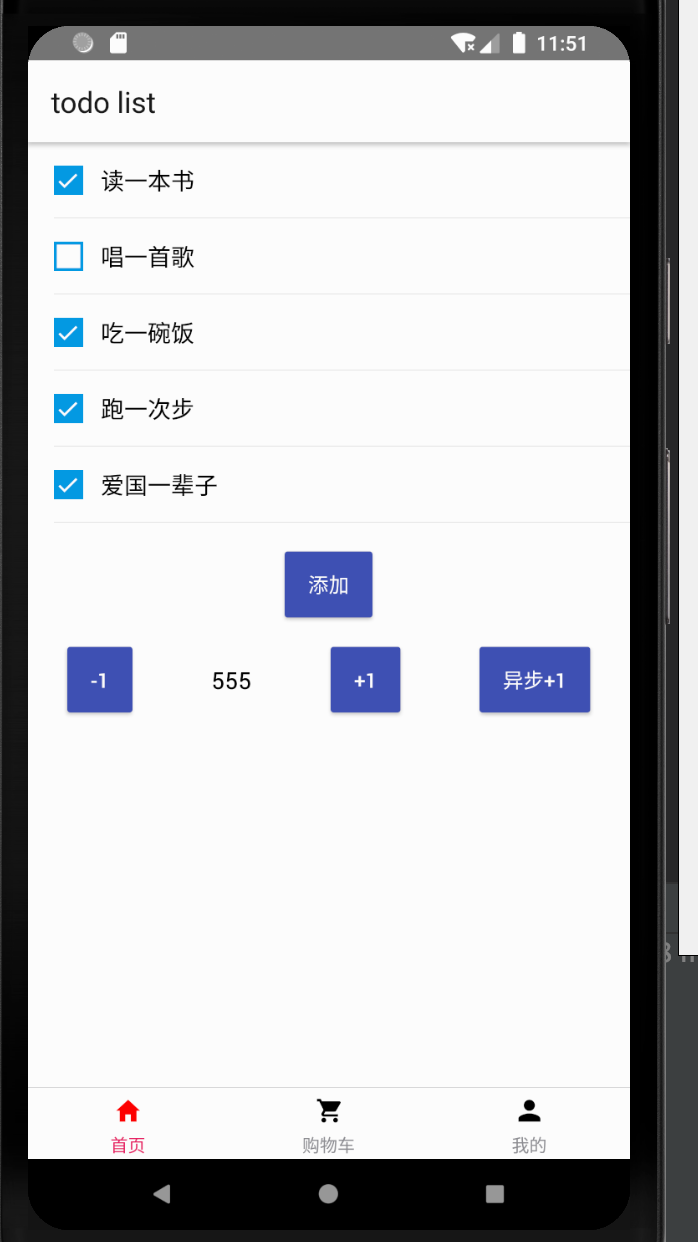 11:51
todo list
读一本书
唱一首歌
吃一碗饭
跑一次步
爱国一辈子
添加
-1 555 +1 异步+1
首页 购物车 我的